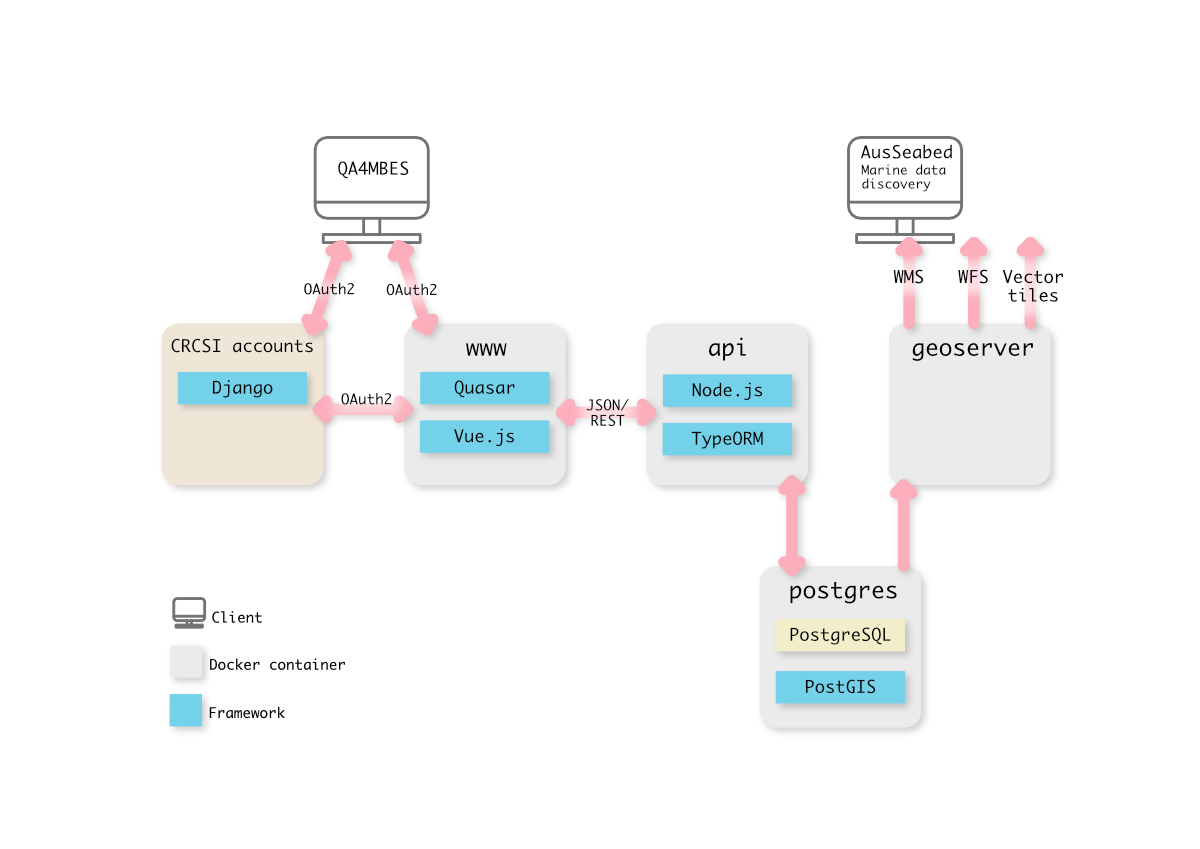 QA4MBES
AusSeabed
Marine data
discovery
OAuth2
OAuth2
WMS
WFS
Vector
tiles
CRCSI accounts
Django
OAuth2
www
Quasar
Vue.js
JSON/
REST
api
Node.js
TypeORM
geoserver
postgres
PostgreSQL
PostGIS
Client
Docker container
Framework